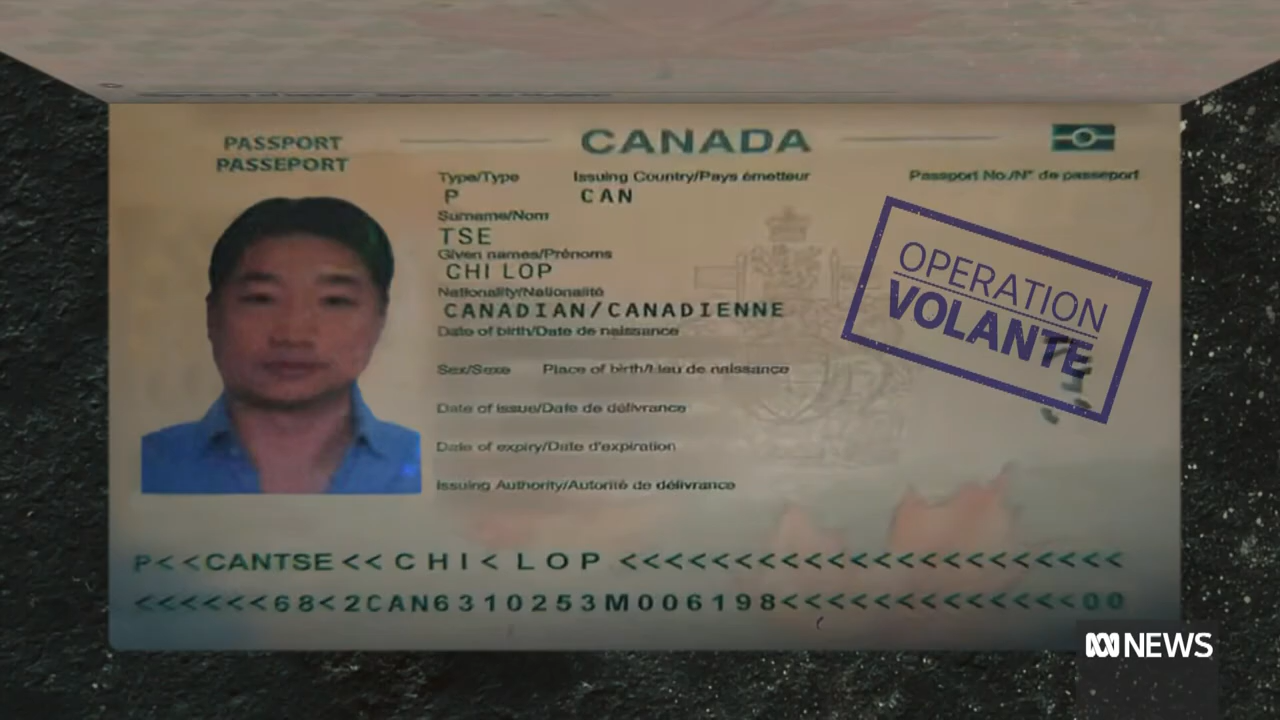 PASSPORT
PASSEPORT
CANADA
Type/Type
Issuing Country/Pays émetteur
Passport No./N° de passeport
P
CAN
Surname/Nom
TSE
Given names/Prénoms
CHI LOP
Nationality/Nationalité
CANADIAN/CANADIENNE
Date of birth/Date de naissance
Sex/Sexe
Place of birth/Lieu de naissance
Date of issue/Date de délivrance
Date of expiry/Date d'expiration
Issuing Authority/Autorité de délivrance
OPERATION
VOLANTE
P<<CANTSE<<CHI<LOP<<<<<<<<<<<<<<<<<<<<<
<<<<<<68<2CAN6310253M006198<<<<<<<<<<<<<<00
NEWS